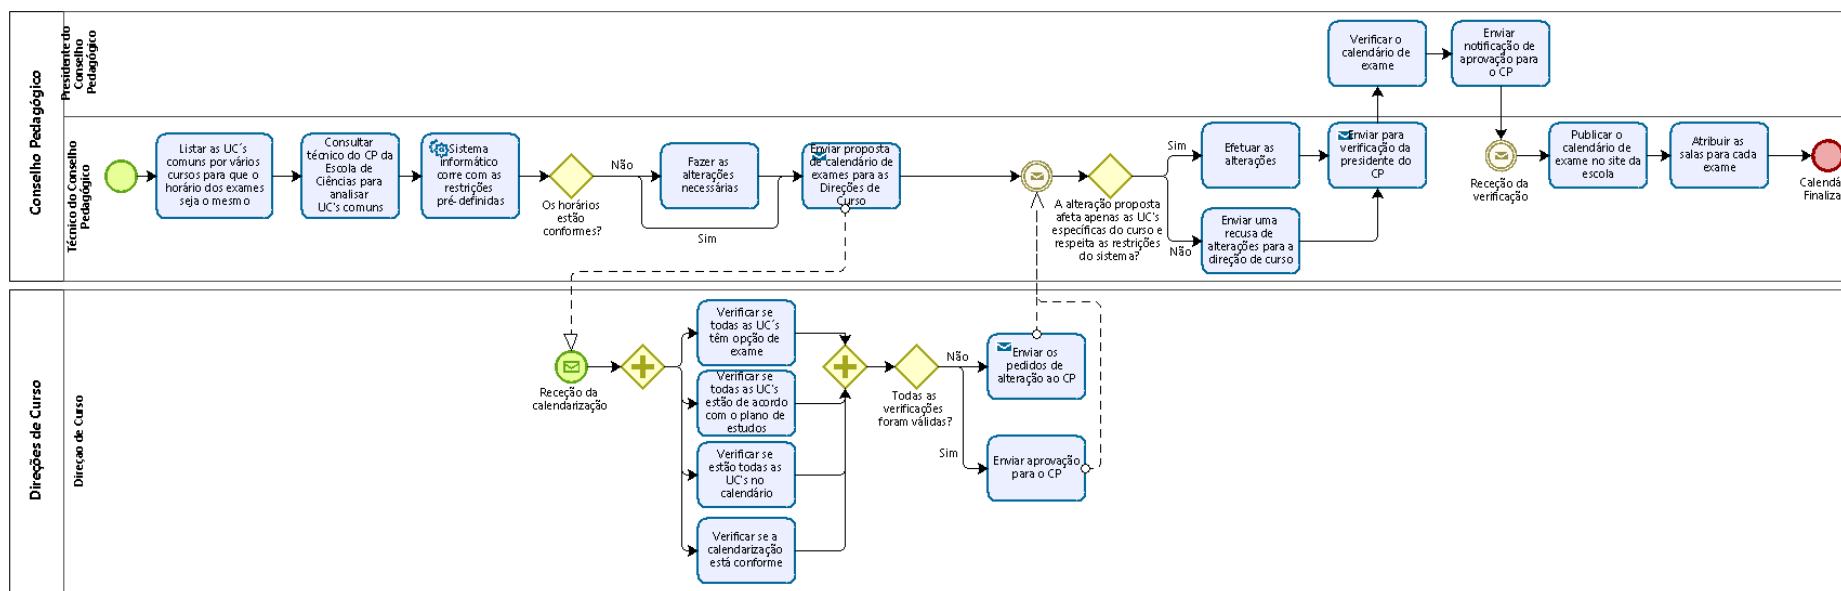 Conselho Pedagógico
Presidente do
Conselho
Pedagógico
Verificar o
calendário de
exame
Enviar
notificação de
aprovação para
o CP
Técnico do Conselho
Pedagógico
Listar as UC´s
comuns por vários
cursos para que o
horário dos exames
seja o mesmo
Consultar
técnico do CP da
Escola de
Ciências para
analisar
UC's comuns
Sistema
informático
corre com as
restrições
pré-definidas
Os horários
estão
conformes?
Não
Sim
Fazer as
alterações
necessárias
Enviar proposta
de calendário de
exames para as
Direções de
Curso
A alteração proposta
afeta apenas as UC's
específicas do curso e
respeita as restrições
do sistema?
Sim
Não
Efetuar as
alterações
Enviar uma
recusa de
alterações para a
direção de curso
Enviar para
verificação da
presidente do
CP
Receção da
verificação
Publicar o
calendário de
exame no site da
escola
Atribuir as
salas para cada
exame
Calendá
Finaliza
Direções de Curso
Direçao de Curso
Receção da
calendarização
Verificar se
todas as UC´s
têm opção de
exame
Verificar se
todas as UC's
estão de acordo
com o plano de
estudos
Verificar se
estão todas as
UC's no
calendário
Verificar se a
calendarização
está conforme
Todas as
verificações
foram válidas?
Não
Sim
Enviar os
pedidos de
alteração ao CP
Enviar aprovação
para o CP